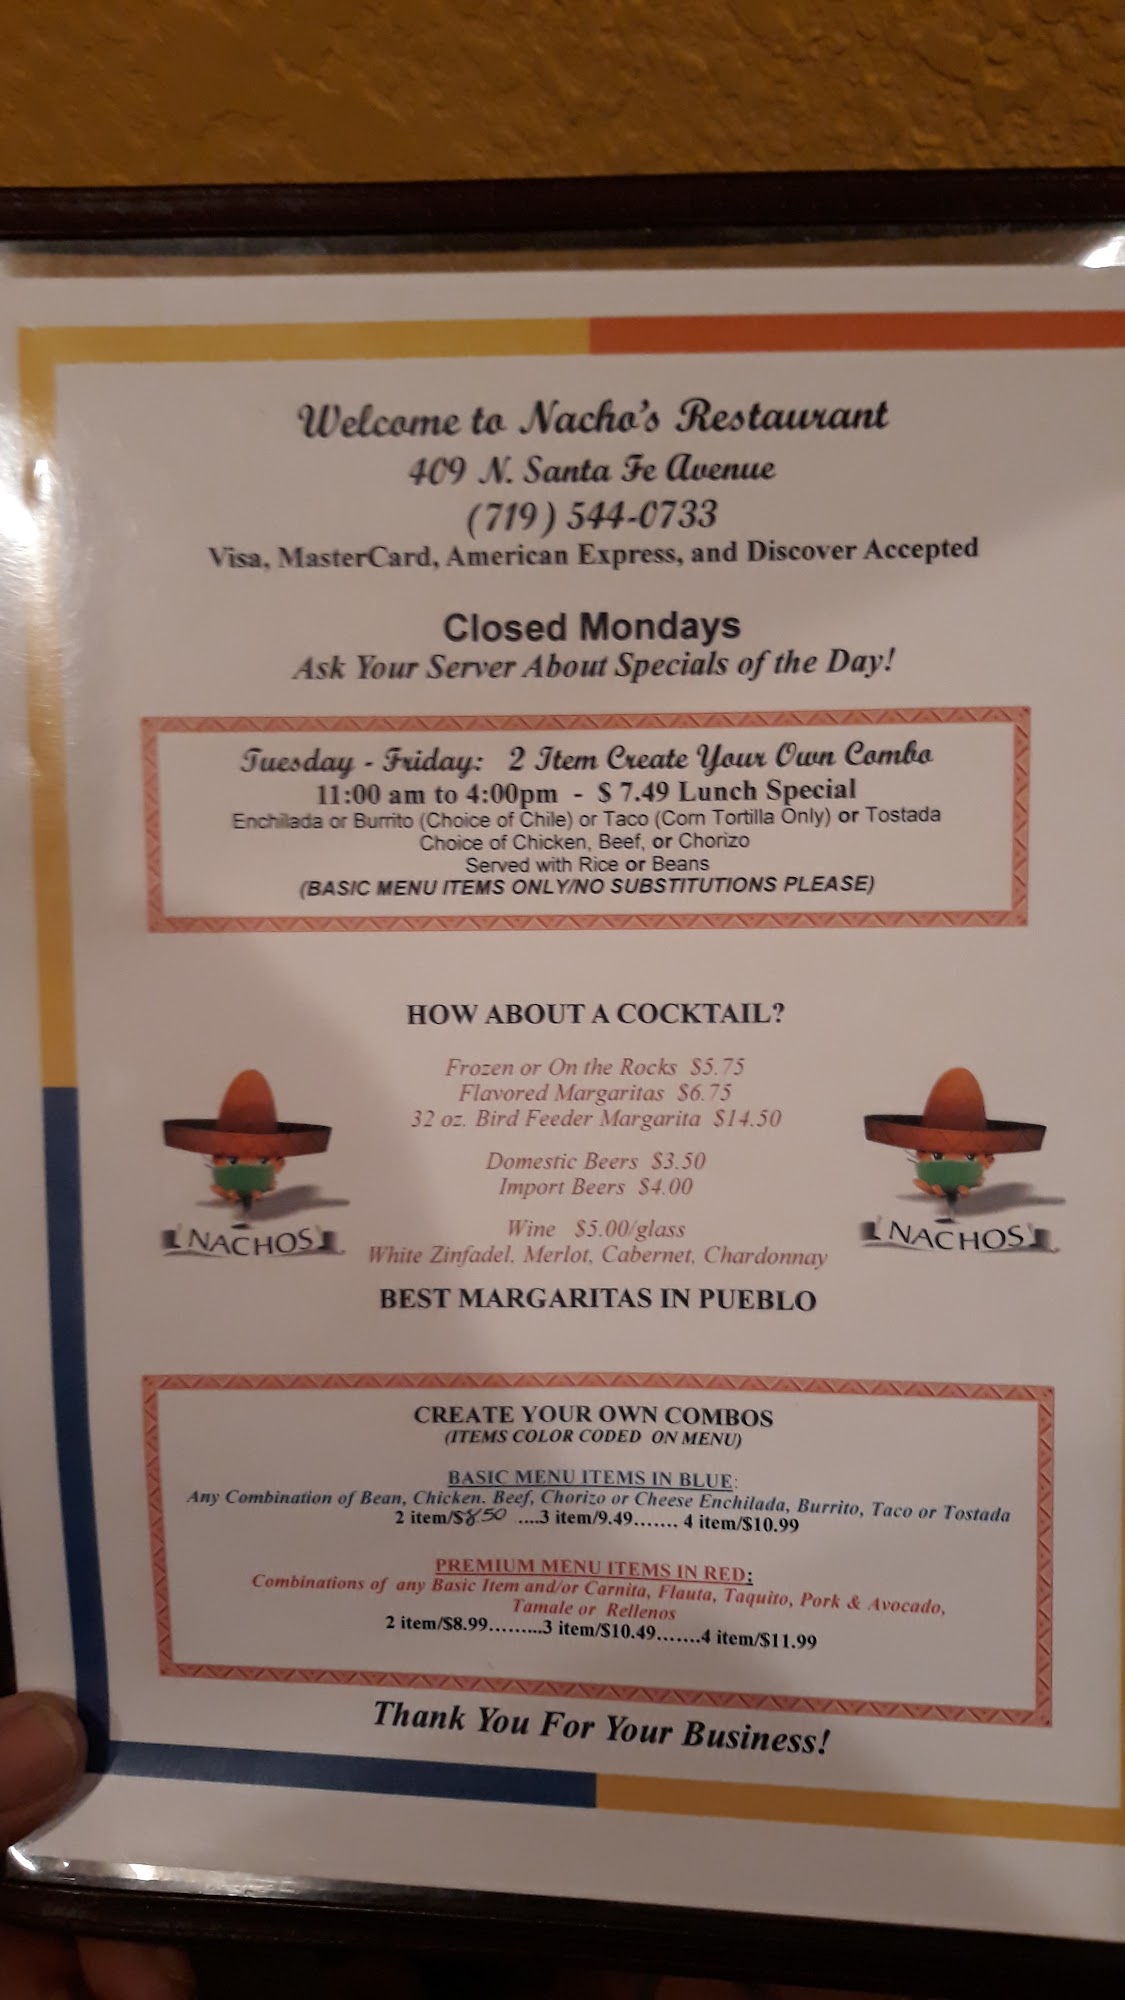 Welcome to Nacho's Restaurant
409 N. Santa Fe Avenue
(719) 544-0733
Visa, MasterCard, American Express, and Discover Accepted
Closed Mondays
Ask Your Server About Specials of the Day!
Tuesday - Friday: 2 Item Create Your Own Combo
11:00 am to 4:00pm - $ 7.49 Lunch Special
Enchilada or Burrito (Choice of Chile) or Taco (Corn Tortilla Only) or Tostada
Choice of Chicken, Beef, or Chorizo
Served with Rice or Beans
(BASIC MENU ITEMS ONLY/NO SUBSTITUTIONS PLEASE)
HOW ABOUT A COCKTAIL?
Frozen or On the Rocks $5.75
Flavored Margaritas $6.75
32 oz. Bird Feeder Margarita $14.50
Domestic Beers $3.50
Import Beers $4.00
Wine $5.00/glass
White Zinfadel, Merlot, Cabernet, Chardonnay
NACHOS
NACHOS
BEST MARGARITAS IN PUEBLO
CREATE YOUR OWN COMBOS
(ITEMS COLOR CODED ON MENU)
BASIC MENU ITEMS IN BLUE:
Any Combination of Bean, Chicken. Beef, Chorizo or Cheese Enchilada, Burrito, Taco or Tostada
2 item/$8.50 ....3 item/9.49....... 4 item/$10.99
PREMIUM MENU ITEMS IN RED:
Combinations of any Basic Item and/or Carnita, Flauta, Taquito, Pork & Avocado,
Tamale or Rellenos
2 item/$8.99.........3 item/$10.49.......4 item/$11.99
Thank You For Your Business!